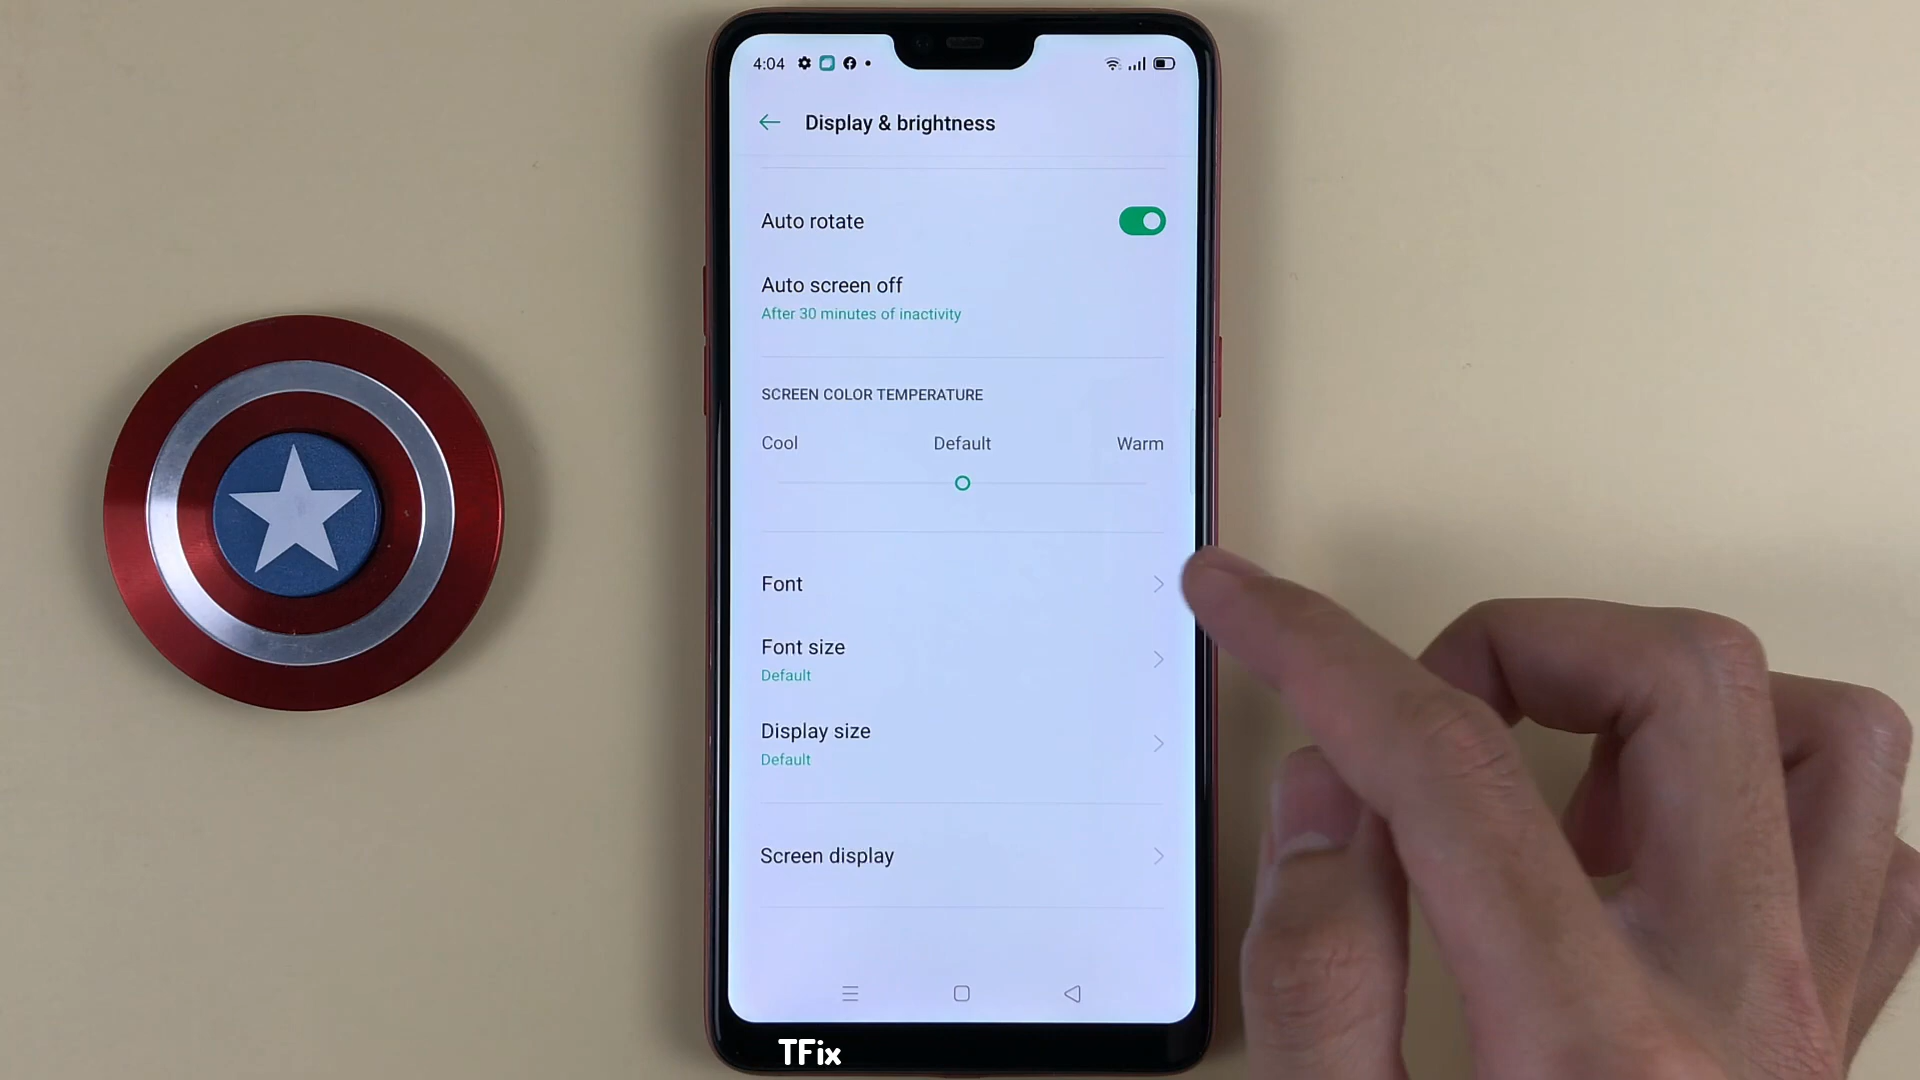 4:04
Display & brightness
Auto rotate
Auto screen off
After 30 minutes of inactivity
SCREEN COLOR TEMPERATURE
Cool Default Warm
Font
Font size
Default
Display size
Default
Screen display
TFix